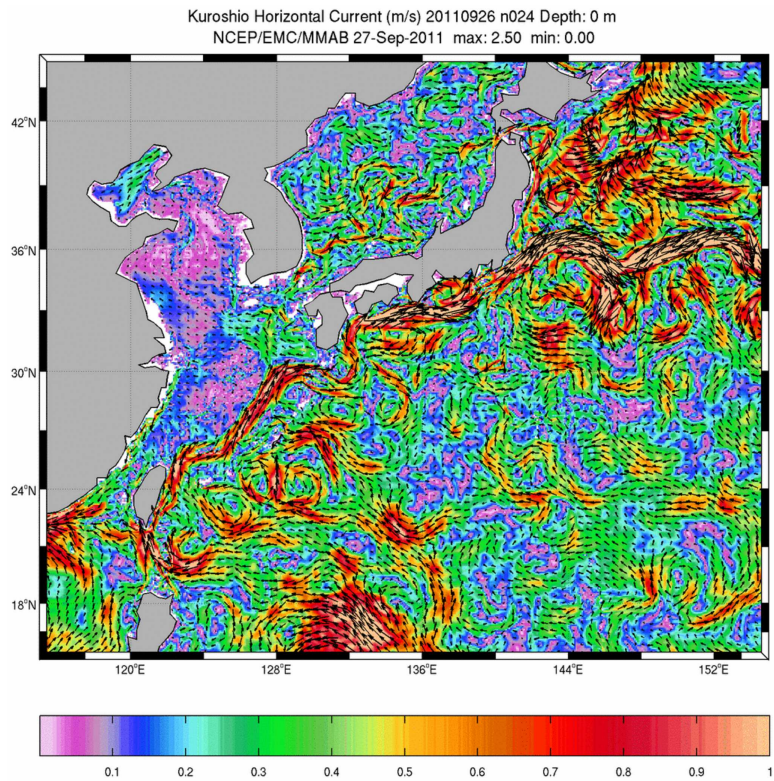 Kuroshio Horizontal Current (m/s) 20110926 n024 Depth: 0 m
NCEP/EMC/MMAB 27-Sep-2011 max: 2.50 min: 0.00
42°N
36°N
30°N
24°N
18°N
120°E 128°E 136°E 144°E 152°E
0.1 0.2 0.3 0.4 0.5 0.6 0.7 0.8 0.9 1